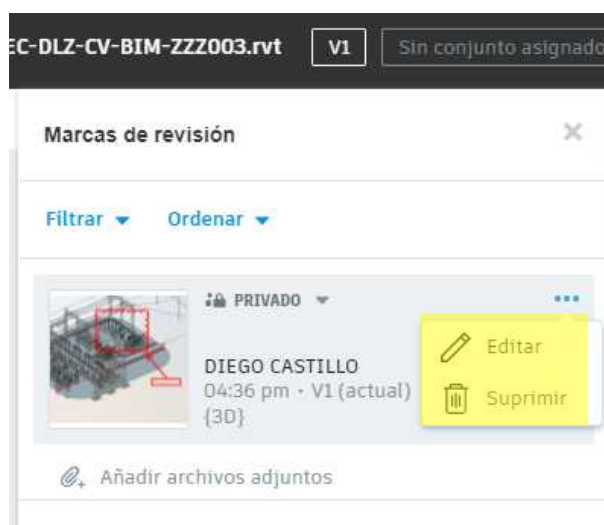 EC-DLZ-CV-BIM-ZZZ003.rvt V1 Sin conjunto asignado
Marcas de revisión
Filtrar Ordenar
PRIVADO
Editar
DIEGO CASTILLO
04:36 pm · V1 (actual)
Suprimir
{3D}
Añadir archivos adjuntos